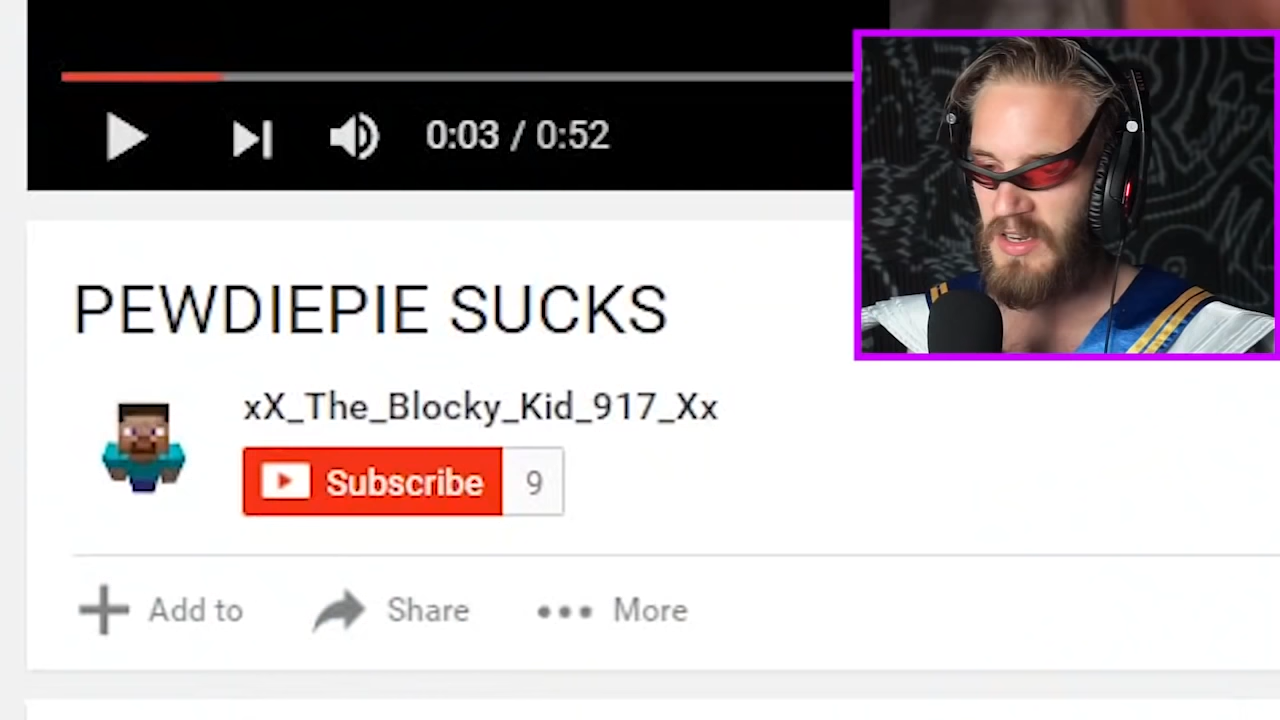 0:03 / 0:52
PEWDIEPIE SUCKS
xX_The_Blocky_Kid_917_Xx
Subscribe 9
Add to Share More